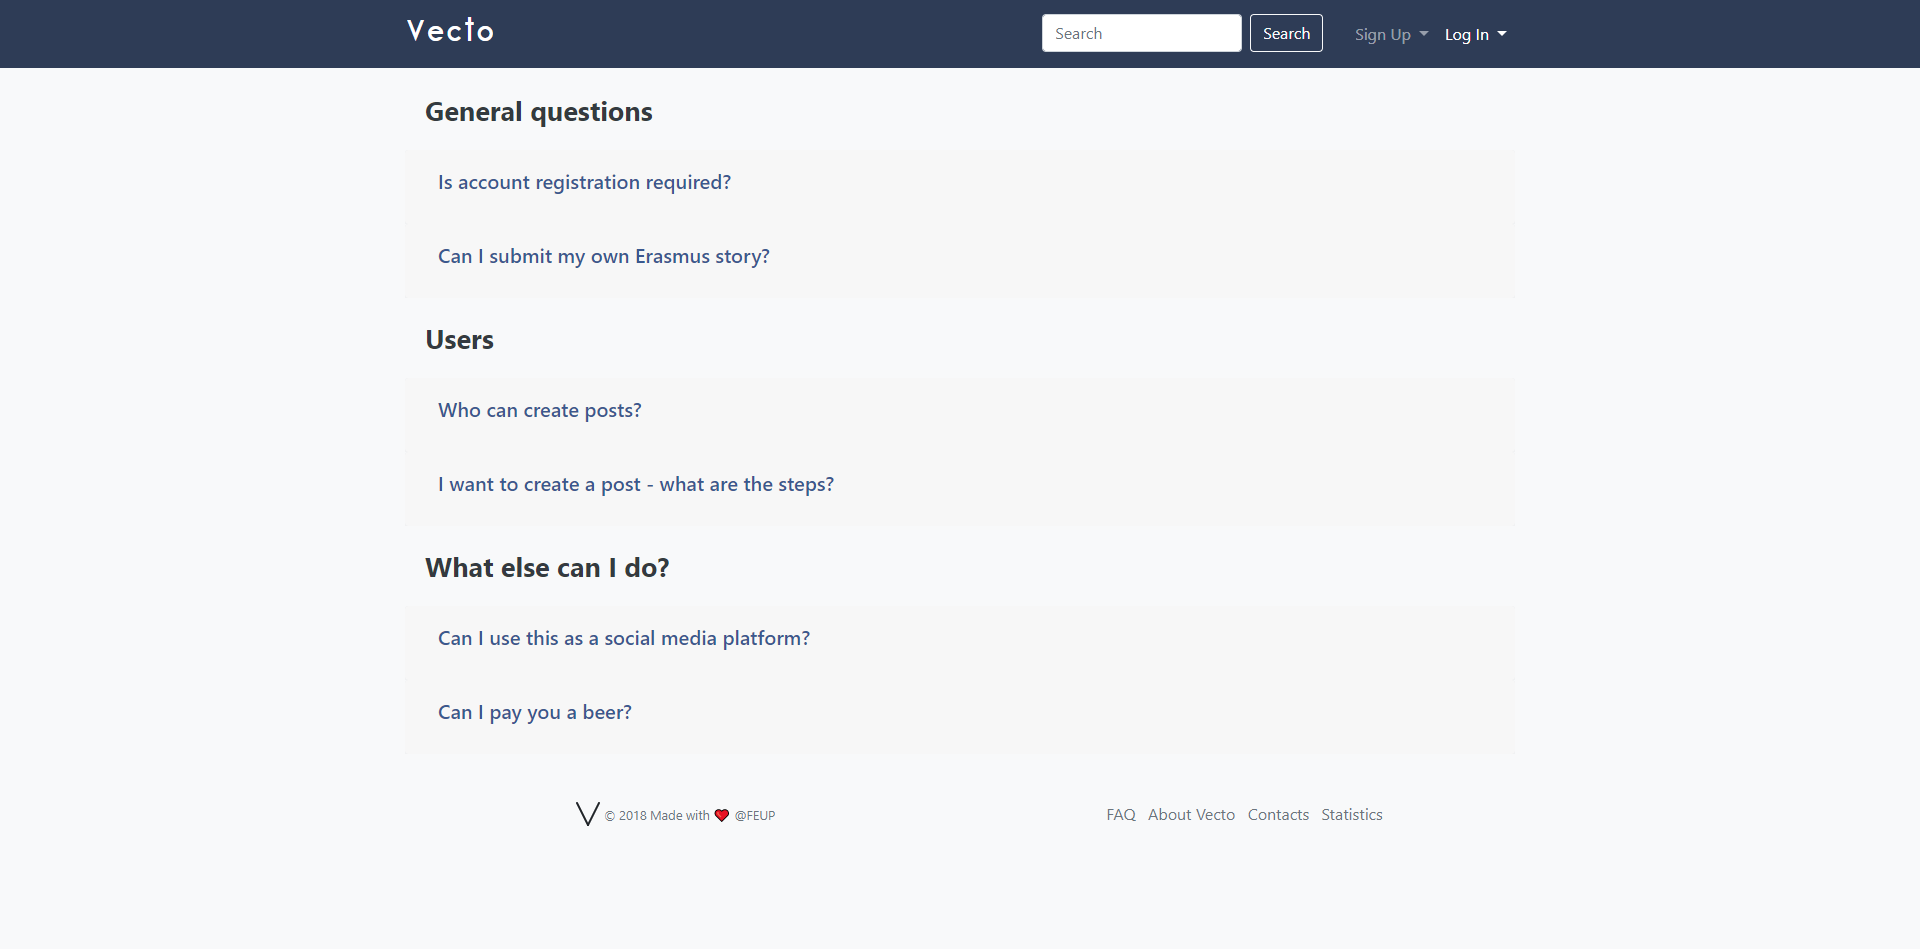 Vecto
Search
Search
Sign Up
Log In
General questions
Is account registration required?
Can I submit my own Erasmus story?
Users
Who can create posts?
I want to create a post - what are the steps?
What else can I do?
Can I use this as a social media platform?
Can I pay you a beer?
© 2018 Made with ❤ @FEUP
FAQ About Vecto Contacts Statistics